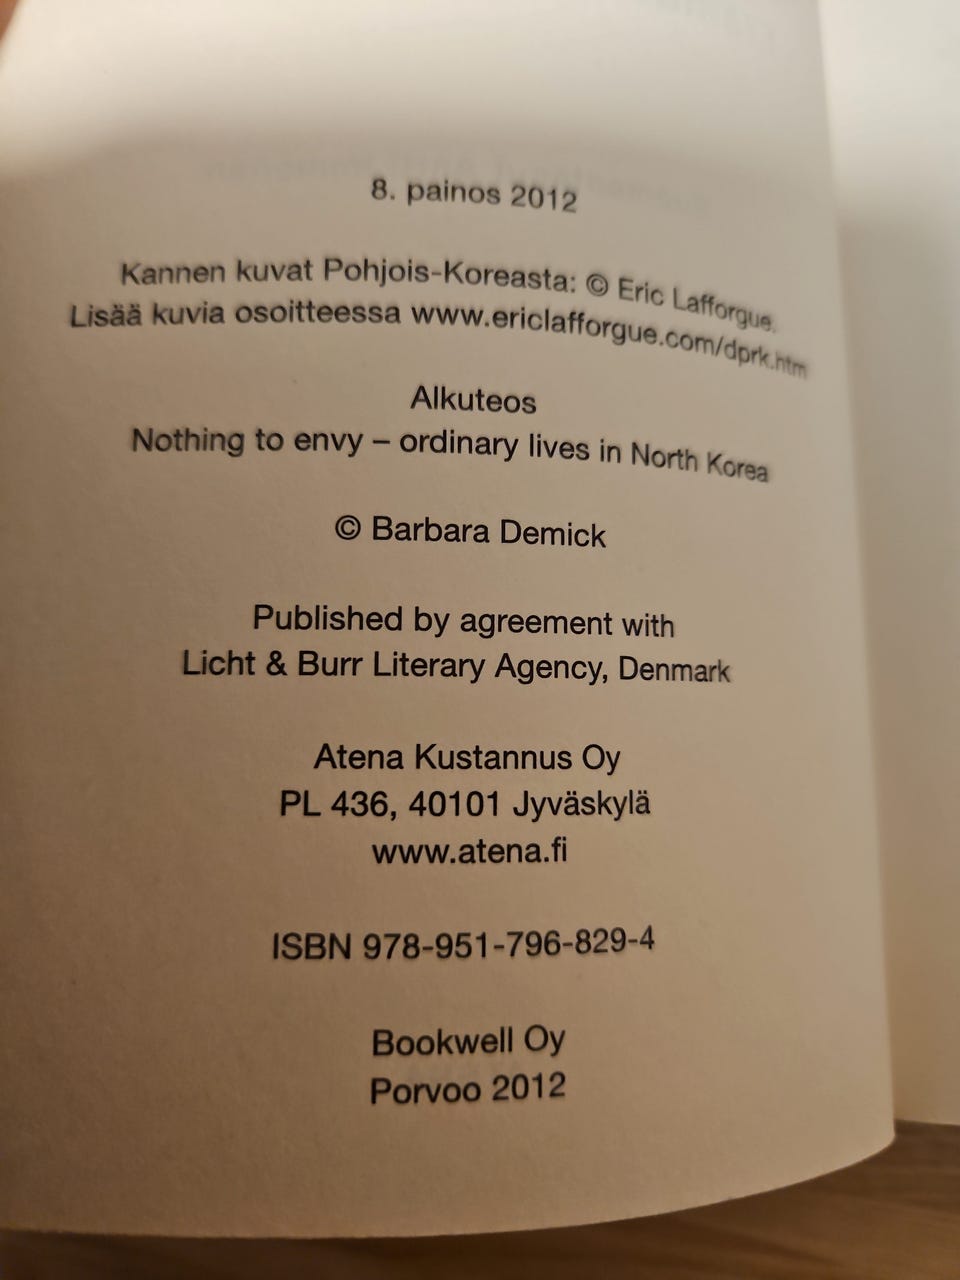 8. painos 2012
Kannen kuvat Pohjois-Koreasta: © Eric Lafforgue.
Lisää kuvia osoitteessa www.ericlafforgue.com/dprk.htm
Alkuteos
Nothing to envy – ordinary lives in North Korea
© Barbara Demick
Published by agreement with
Licht & Burr Literary Agency, Denmark
Atena Kustannus Oy
PL 436, 40101 Jyväskylä
www.atena.fi
ISBN 978-951-796-829-4
Bookwell Oy
Porvoo 2012